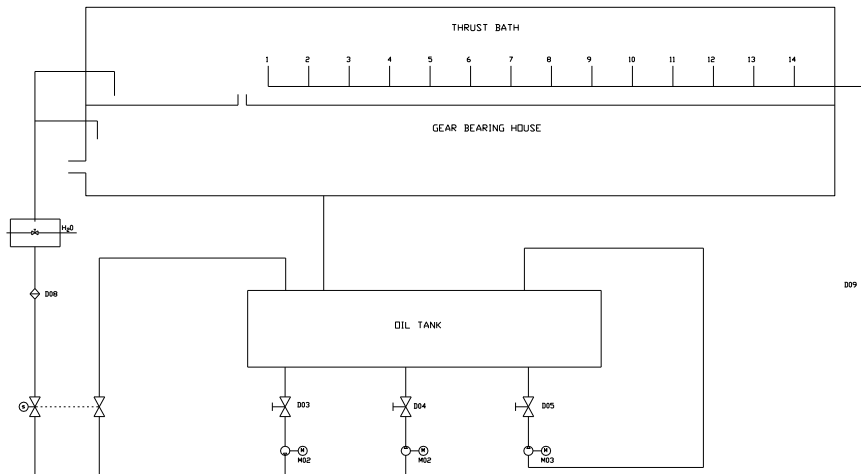 THRUST BATH
1 2 3 4 5 6 7 8 9 10 11 12 13 14
GEAR BEARING HOUSE
H2O
D08
D09
OIL TANK
S
D03
D04
D05
M
M02
M
M02
M
M03